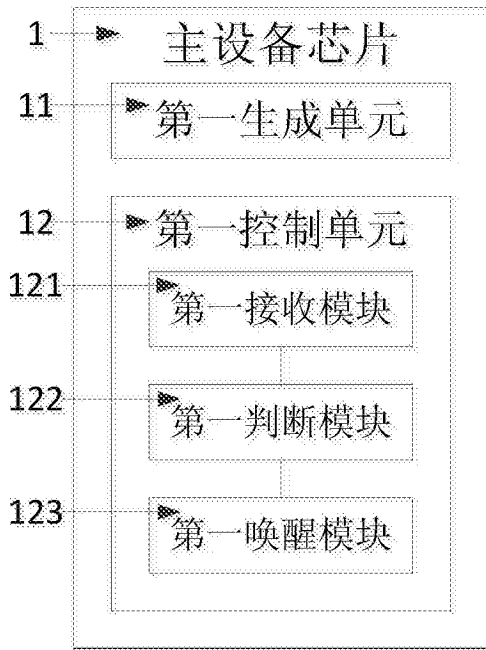 1 主设备芯片
11 第一生成单元
12 第一控制单元
121 第一接收模块
122 第一判断模块
123 第一唤醒模块